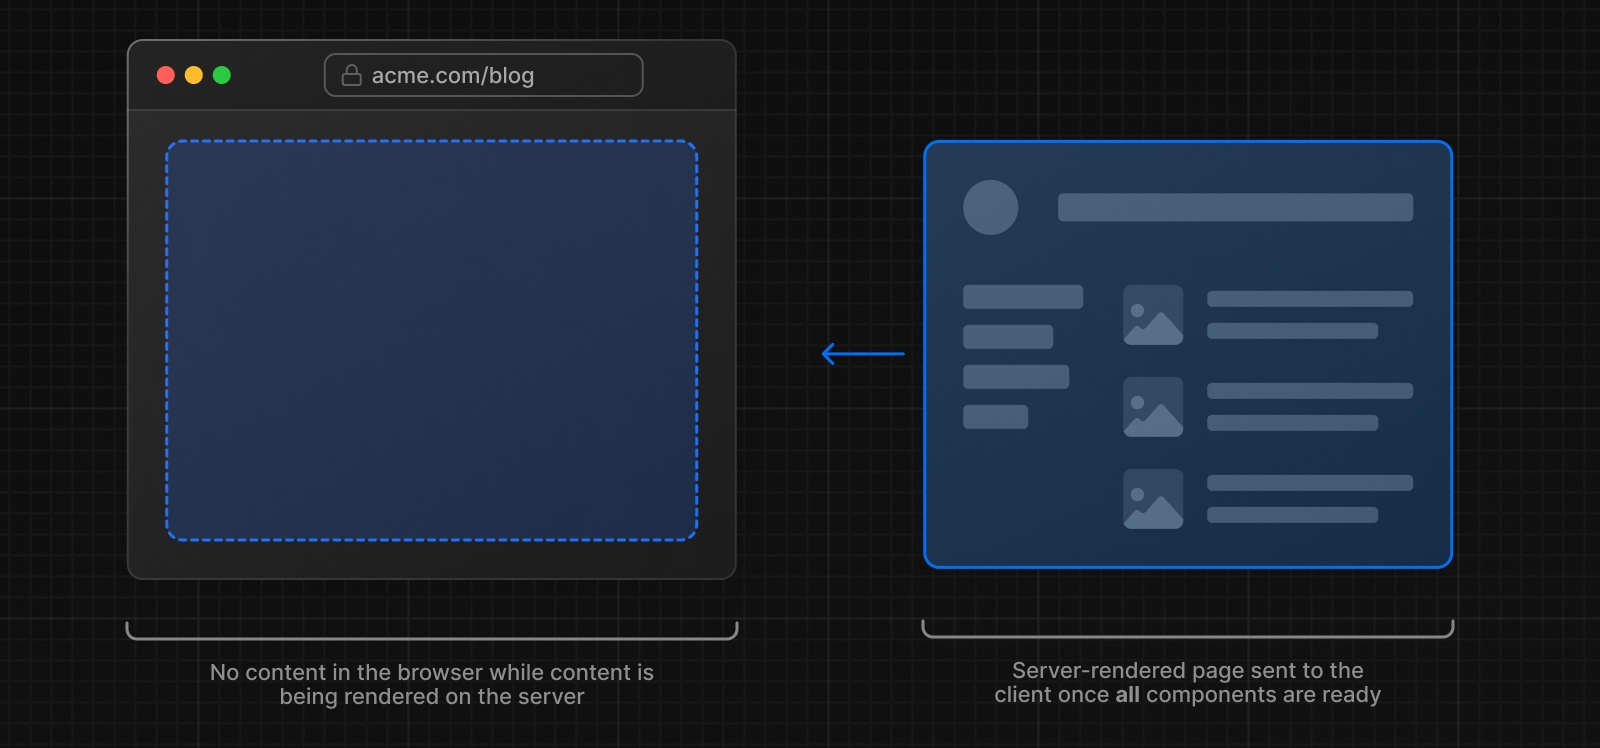 acme.com/blog
No content in the browser while content is
being rendered on the server
Server-rendered page sent to the
client once all components are ready